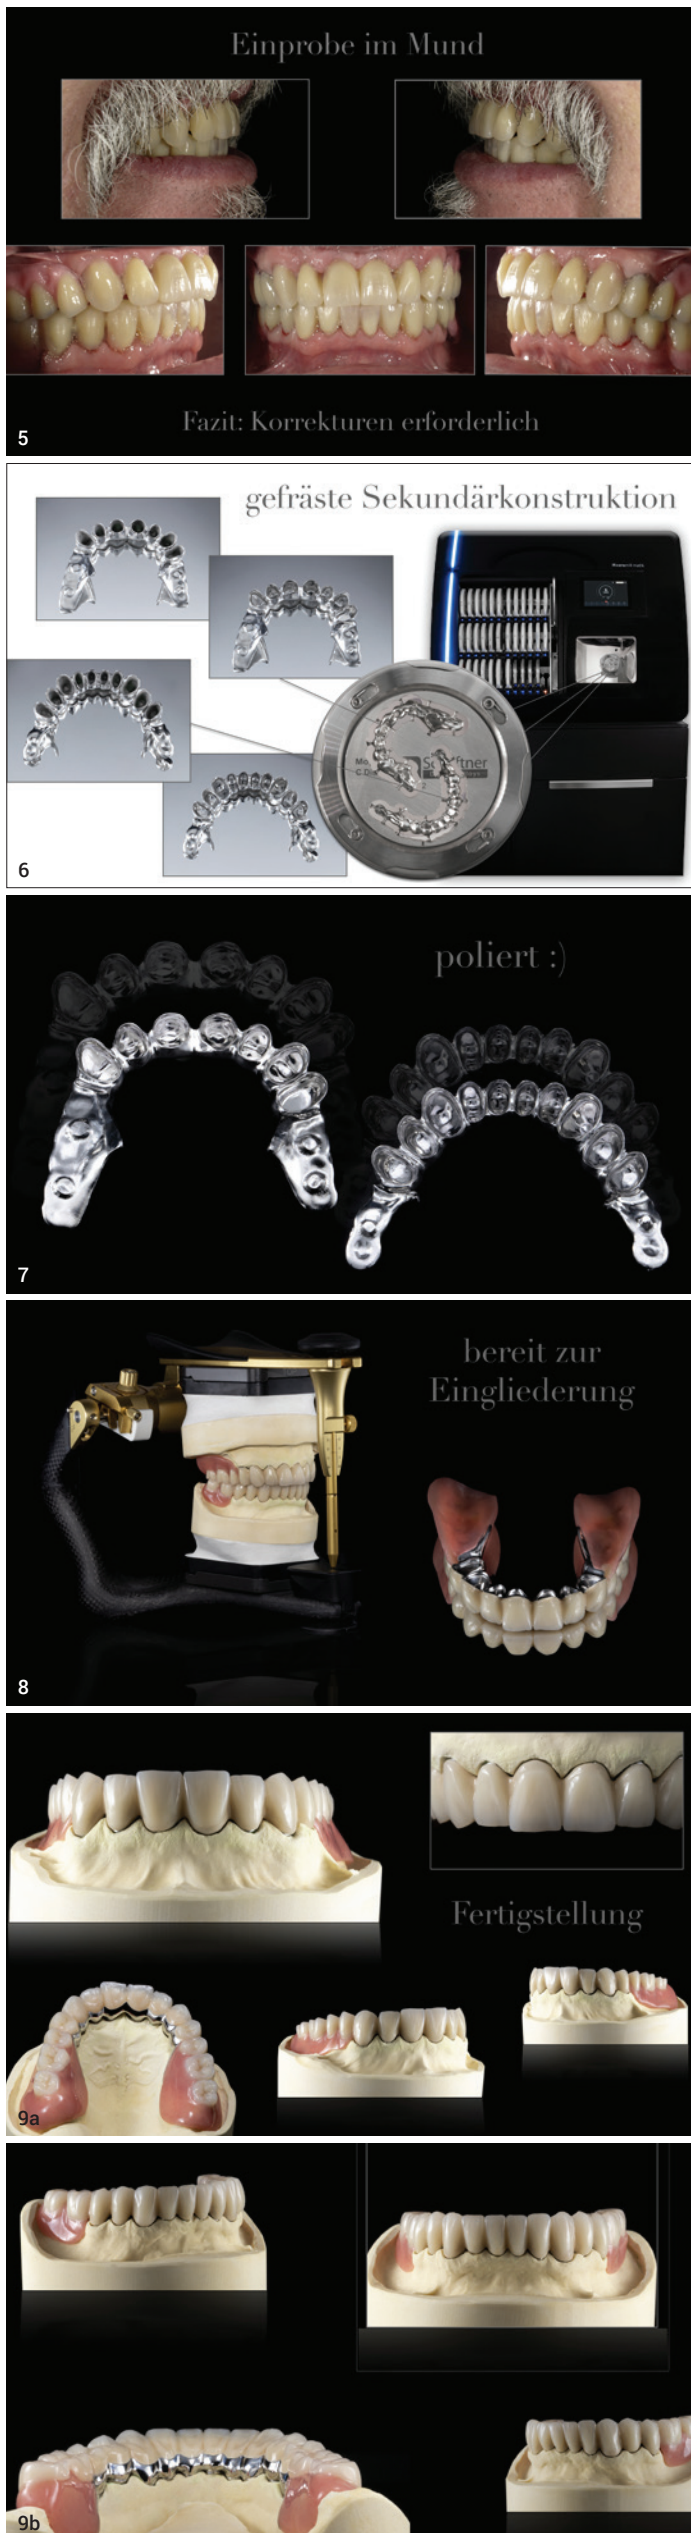 Einprobe im Mund
Fazit: Korrekturen erforderlich
5
gefräste Sekundärkonstruktion
6
poliert :)
7
bereit zur
Eingliederung
8
Fertigstellung
9a
9b